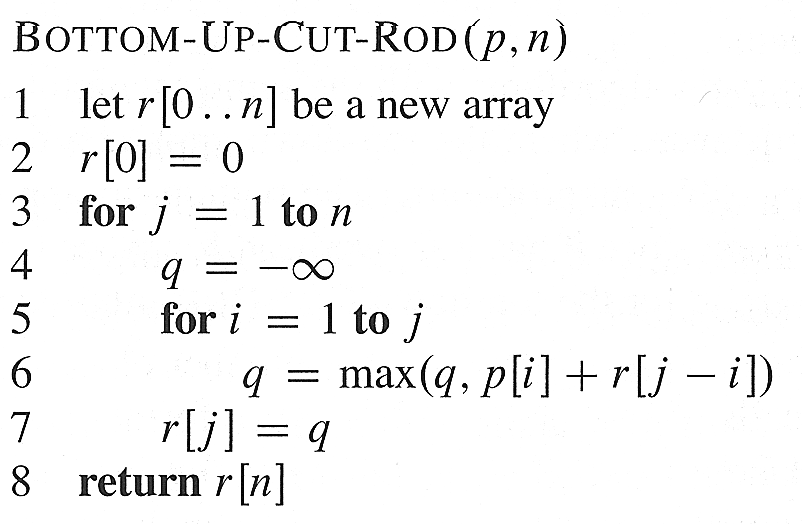 BOTTOM-UP-CUT-ROD(p, n)
1 let r[0..n] be a new array
2 r[0] = 0
3 for j = 1 to n
4 q = −∞
5 for i = 1 to j
6 q = max(q, p[i] + r[j − i])
7 r[j] = q
8 return r[n]